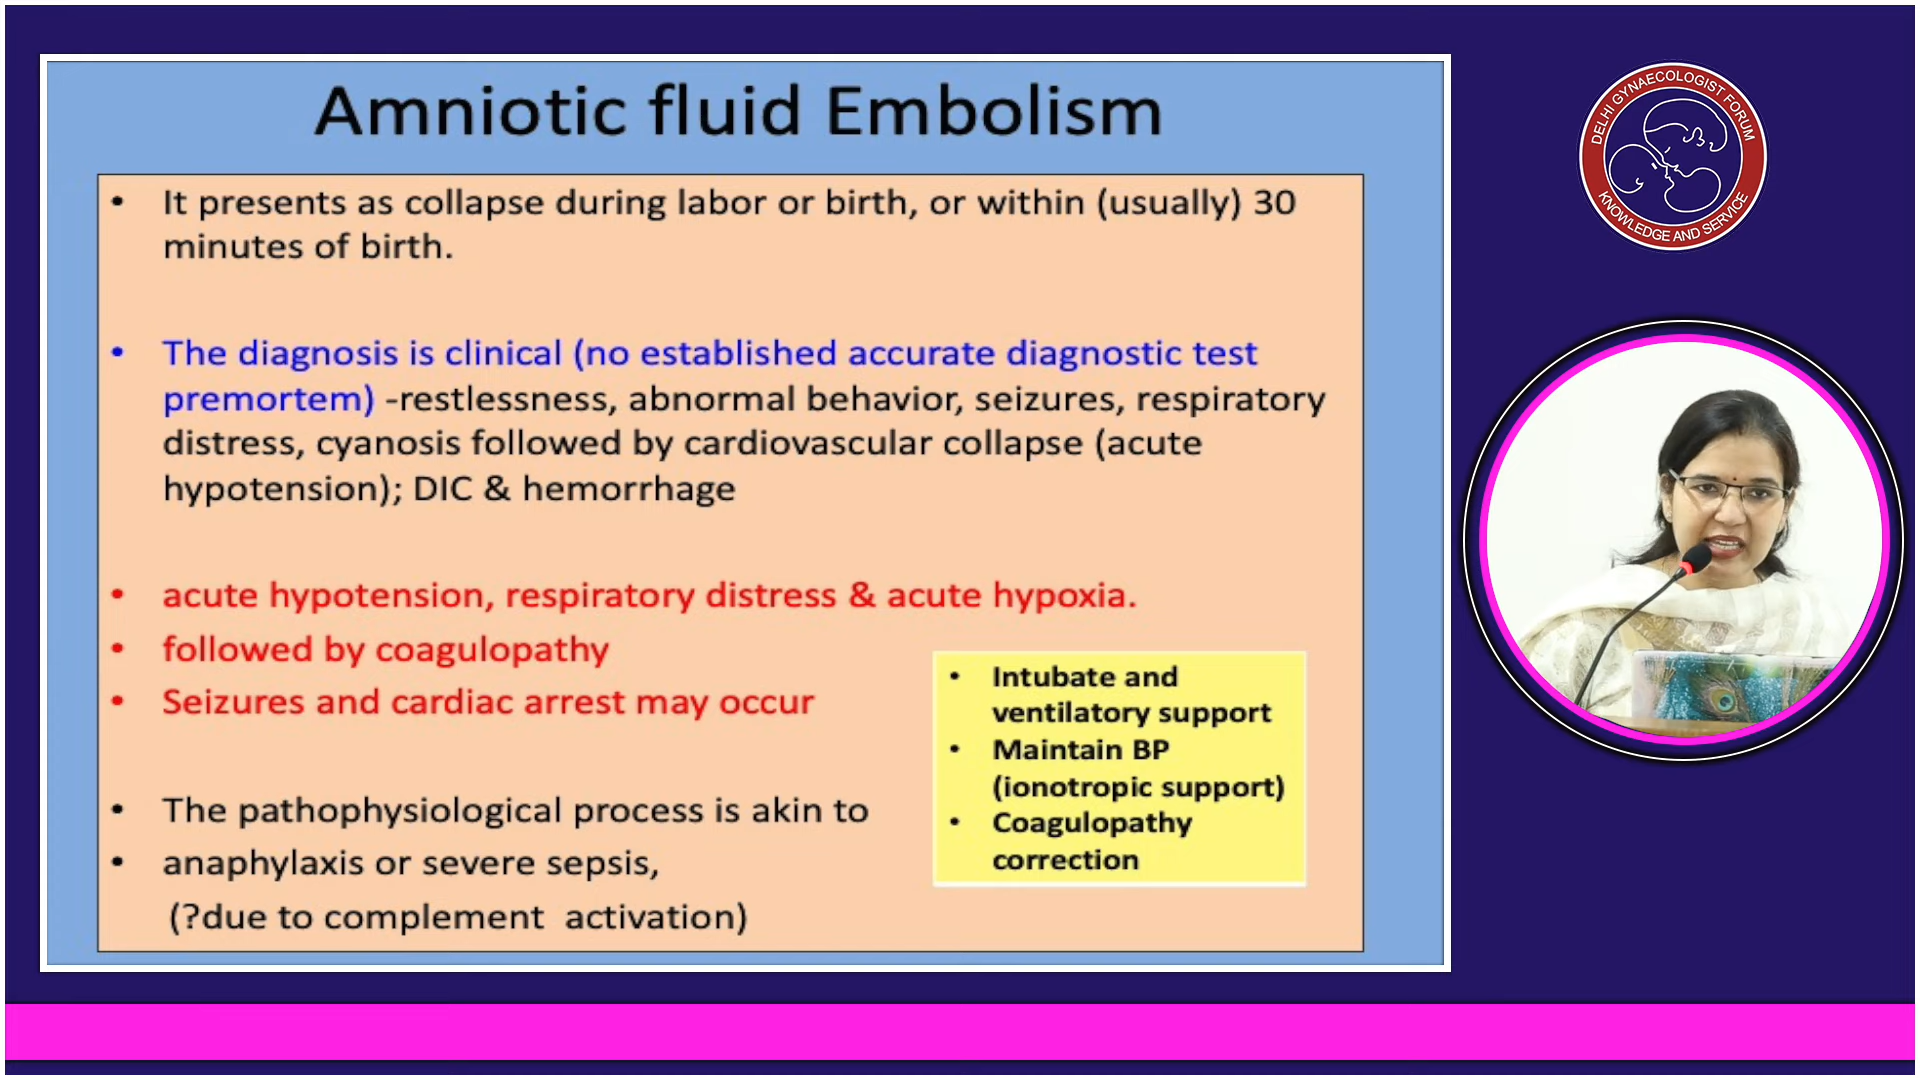 Amniotic fluid Embolism
• It presents as collapse during labor or birth, or within (usually) 30
minutes of birth.
• The diagnosis is clinical (no established accurate diagnostic test
premortem) -restlessness, abnormal behavior, seizures, respiratory
distress, cyanosis followed by cardiovascular collapse (acute
hypotension); DIC & hemorrhage
• acute hypotension, respiratory distress & acute hypoxia.
• followed by coagulopathy
• Seizures and cardiac arrest may occur
• The pathophysiological process is akin to
• anaphylaxis or severe sepsis,
(?due to complement activation)
• Intubate and
ventilatory support
• Maintain BP
(ionotropic support)
• Coagulopathy
correction
DELHI GYNAECOLOGIST FORUM
KNOWLEDGE AND SERVICE